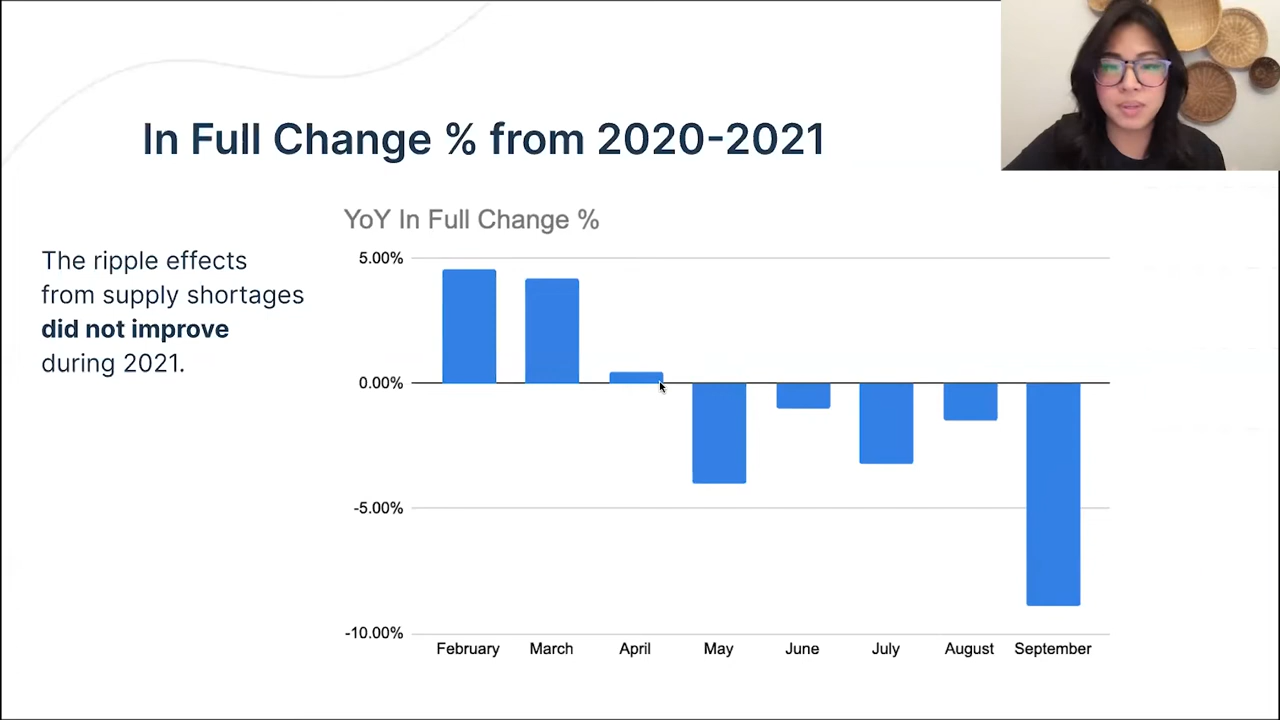 In Full Change % from 2020-2021
The ripple effects
from supply shortages
did not improve
during 2021.
YoY In Full Change %
5.00%
0.00%
-5.00%
-10.00%
February March April May June July August September